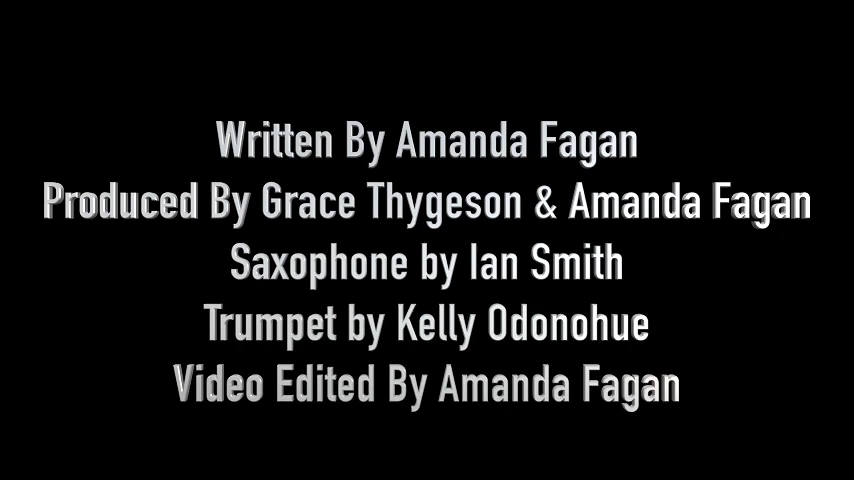 Written By Amanda Fagan
Produced By Grace Thygeson & Amanda Fagan
Saxophone by Ian Smith
Trumpet by Kelly Odonohue
Video Edited By Amanda Fagan